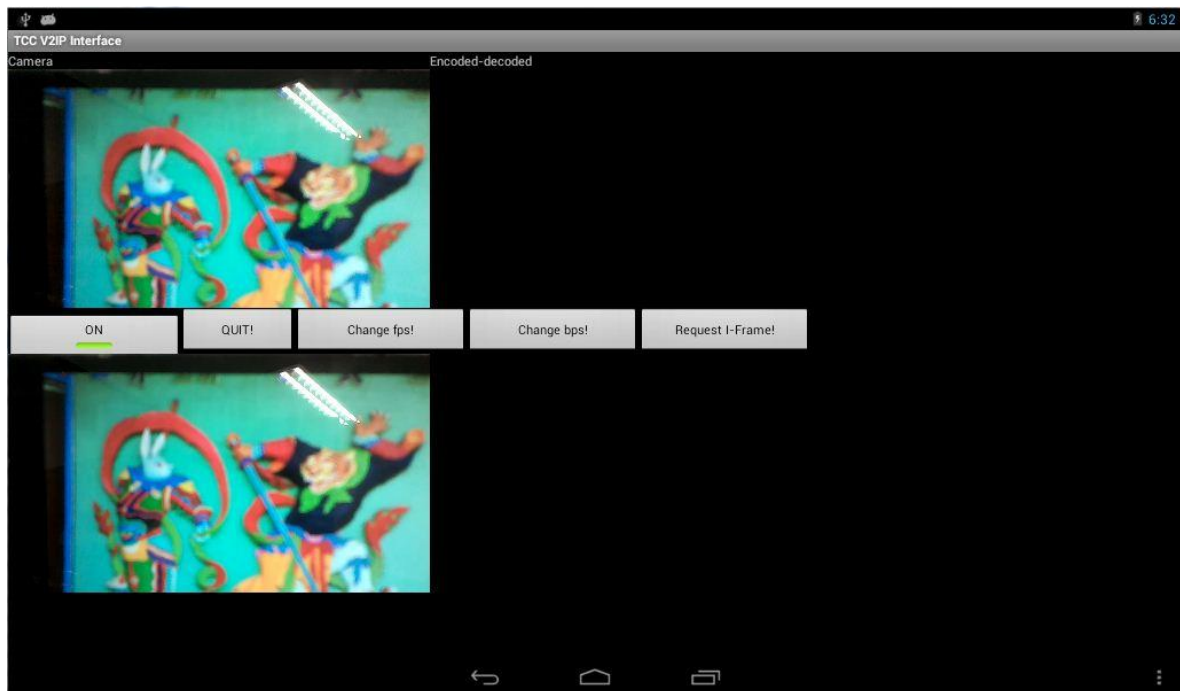 6:32
TCC V2IP Interface
Camera
Encoded-decoded
ON
QUIT!
Change fps!
Change bps!
Request I-Frame!